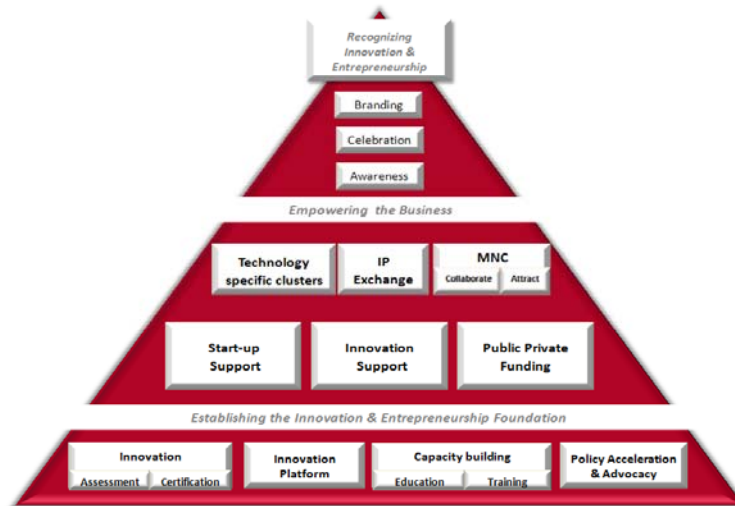 Recognizing
Innovation &
Entrepreneurship
Branding
Celebration
Awareness
Empowering the Business
Technology
specific clusters
IP
Exchange
MNC
Collaborate
Attract
Start-up
Support
Innovation
Support
Public Private
Funding
Establishing the Innovation & Entrepreneurship Foundation
Innovation
Assessment
Certification
Innovation
Platform
Capacity building
Education
Training
Policy Acceleration
& Advocacy